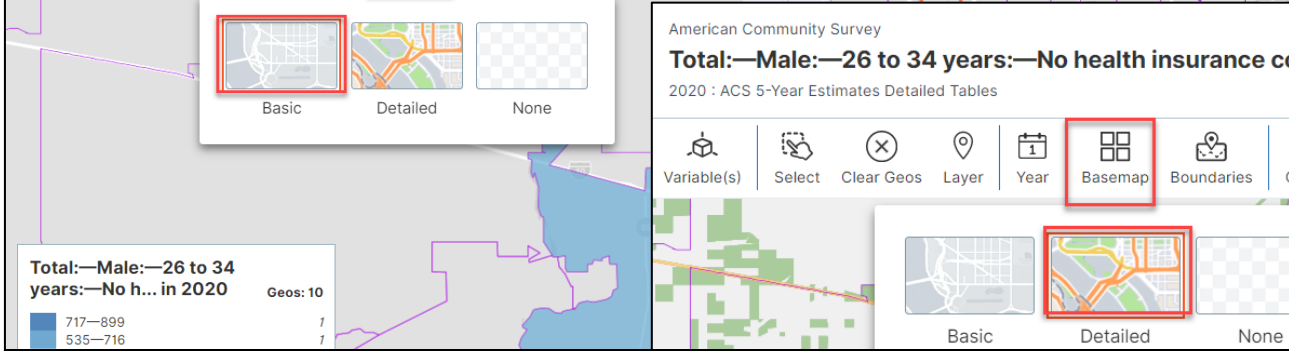 Basic
Detailed
None
Total:—Male:—26 to 34
years:—No h... in 2020
Geos: 10
717—899
1
535—716
1
American Community Survey
Total:—Male:—26 to 34 years:—No health insurance co
2020 : ACS 5-Year Estimates Detailed Tables
Variable(s)
Select
Clear Geos
Layer
1
Year
Basemap
Boundaries
Basic
Detailed
None